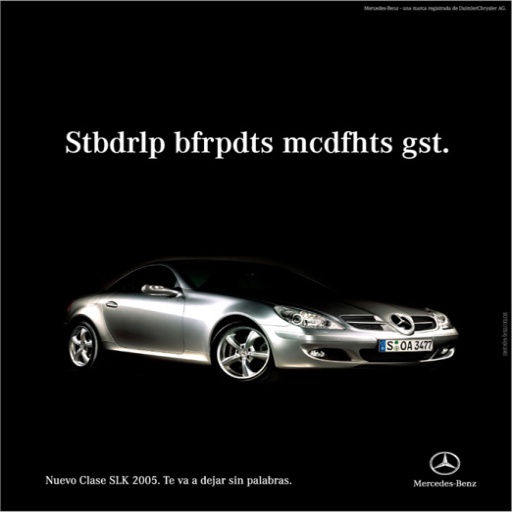 Mercedes-Benz - una marca registrada de DaimlerChrysler AG.
Stbdrlp bfrpdts mcdfhts gst.
S OA 3477
Nuevo Clase SLK 2005. Te va a dejar sin palabras.
Mercedes-Benz